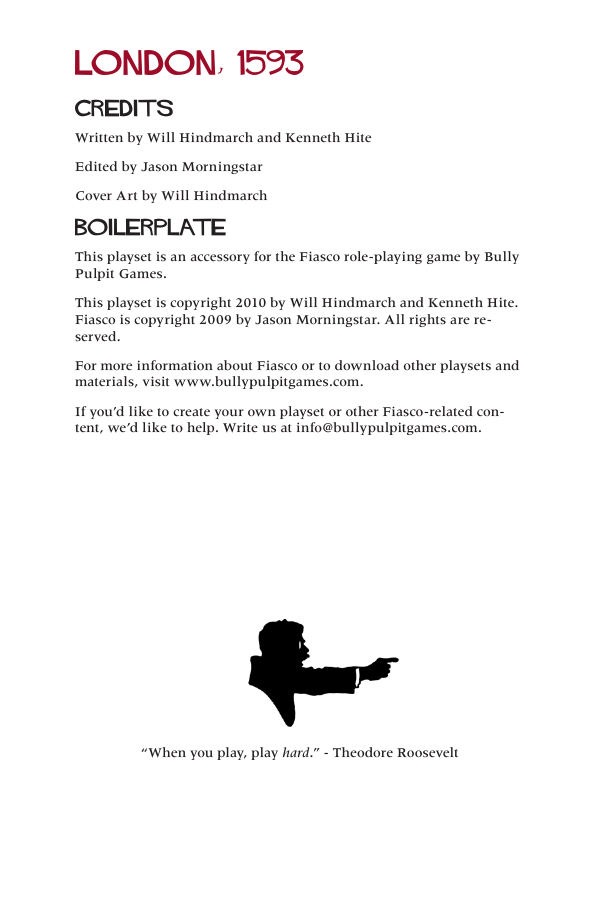 LONDON, 1593
CREDITS
Written by Will Hindmarch and Kenneth Hite
Edited by Jason Morningstar
Cover Art by Will Hindmarch
BOILERPLATE
This playset is an accessory for the Fiasco role-playing game by Bully
Pulpit Games.
This playset is copyright 2010 by Will Hindmarch and Kenneth Hite.
Fiasco is copyright 2009 by Jason Morningstar. All rights are re-
served.
For more information about Fiasco or to download other playsets and
materials, visit www.bullypulpitgames.com.
If you’d like to create your own playset or other Fiasco-related con-
tent, we’d like to help. Write us at info@bullypulpitgames.com.
“When you play, play hard.” - Theodore Roosevelt